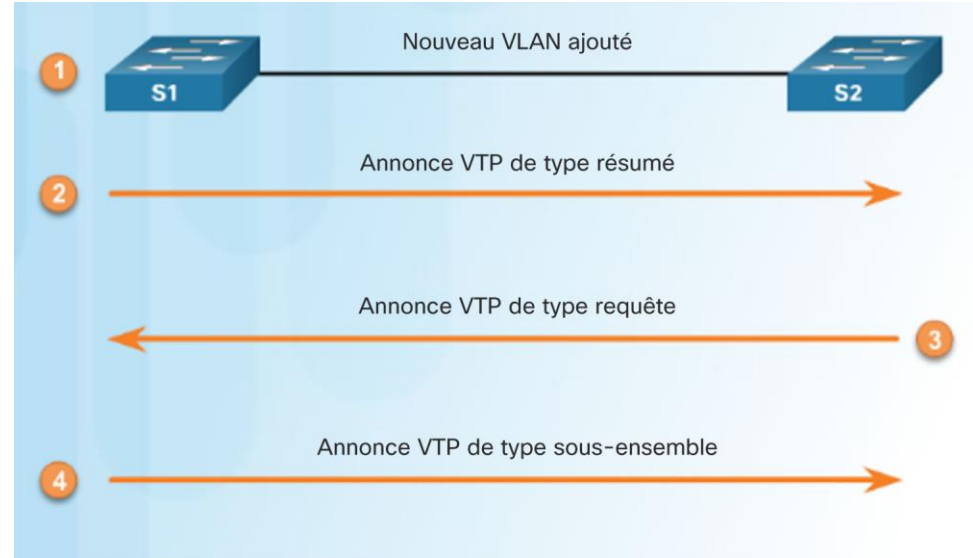 Nouveau VLAN ajouté
1
S1
S2
Annonce VTP de type résumé
2
Annonce VTP de type requête
3
Annonce VTP de type sous-ensemble
4